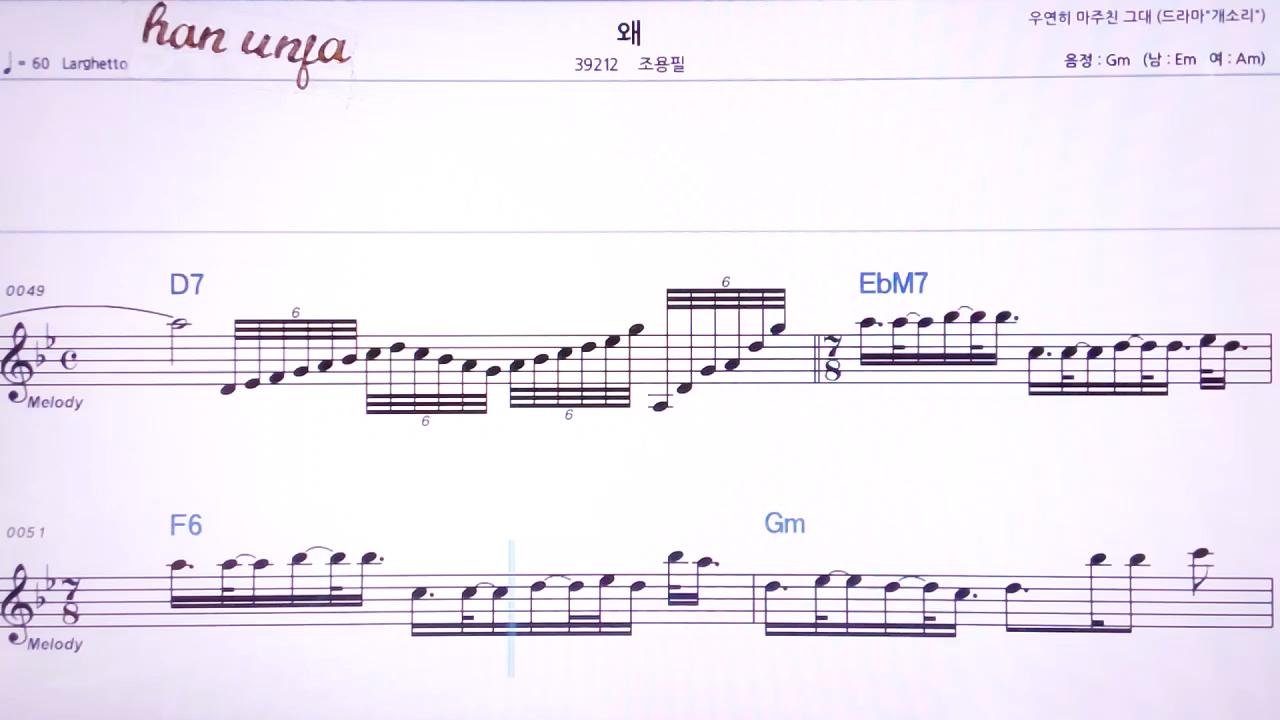 han unfa
왜
우연히 마주친 그대 (드라마"개소리")
♩ = 60 Larghetto
39212 조용필
음정 : Gm (남 : Em 여 : Am)
0049
D7
6
6
EbM7
c
7
8
Melody
6
6
0051
F6
Gm
7
8
Melody